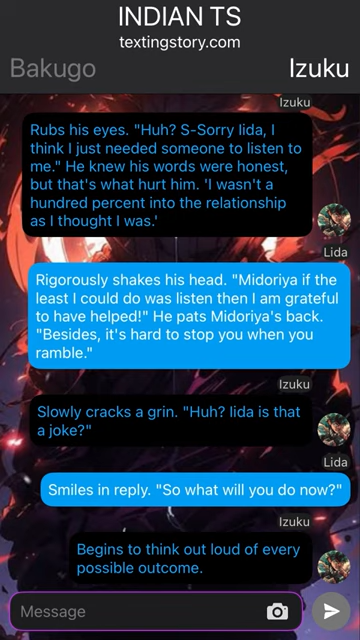 INDIAN TS
textingstory.com
Bakugo
Izuku
Izuku
Rubs his eyes. "Huh? S-Sorry Iida, I
think I just needed someone to listen to
me." He knew his words were honest,
but that's what hurt him. 'I wasn't a
hundred percent into the relationship
as I thought I was.'
Lida
Rigorously shakes his head. "Midoriya if the
least I could do was listen then I am grateful
to have helped!" He pats Midoriya's back.
"Besides, it's hard to stop you when you
ramble."
Izuku
Slowly cracks a grin. "Huh? Iida is that
a joke?"
Lida
Smiles in reply. "So what will you do now?"
Izuku
Begins to think out loud of every
possible outcome.
Message